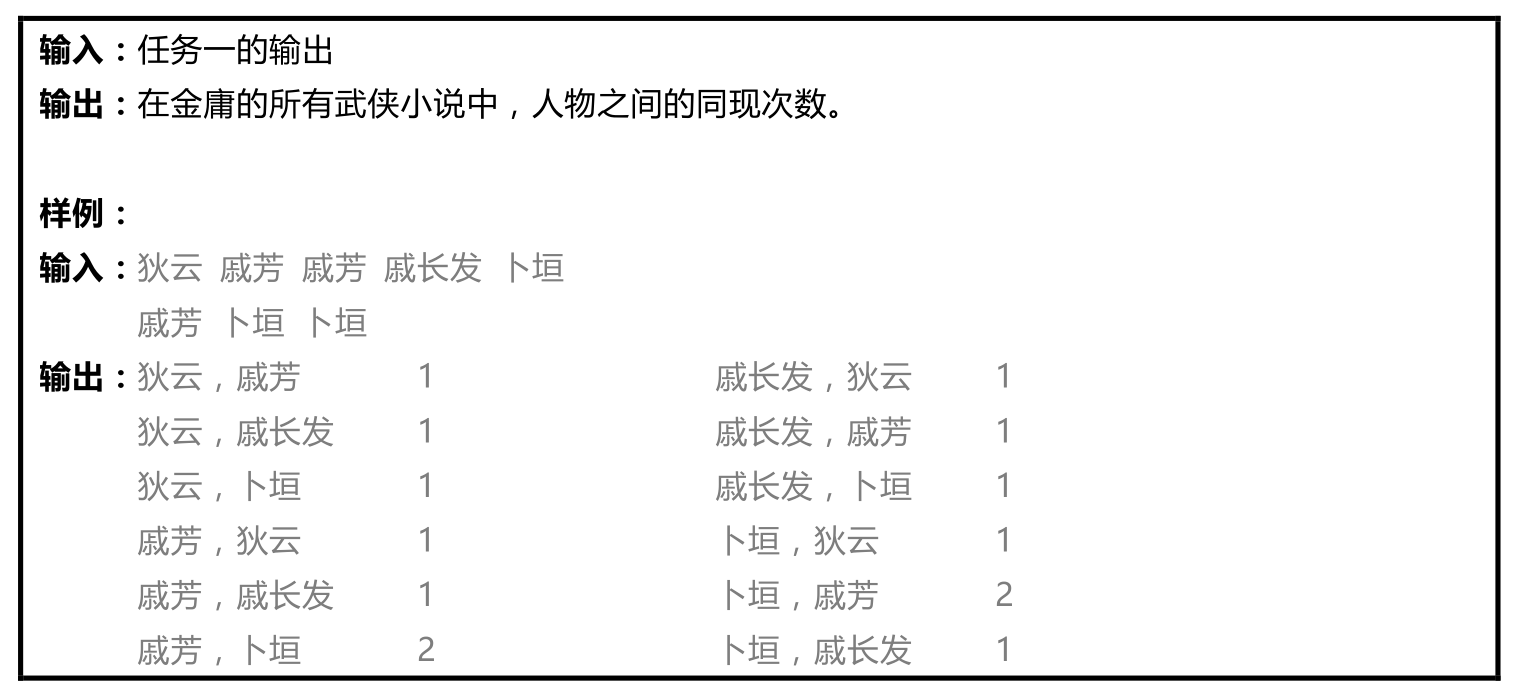 输入：任务一的输出
输出：在金庸的所有武侠小说中，人物之间的同现次数。
样例：
输入：狄云 戚芳 戚芳 戚长发 卜垣
戚芳 卜垣 卜垣
输出：狄云，戚芳 1 戚长发，狄云 1
狄云，戚长发 1 戚长发，戚芳 1
狄云，卜垣 1 戚长发，卜垣 1
戚芳，狄云 1 卜垣，狄云 1
戚芳，戚长发 1 卜垣，戚芳 2
戚芳，卜垣 2 卜垣，戚长发 1